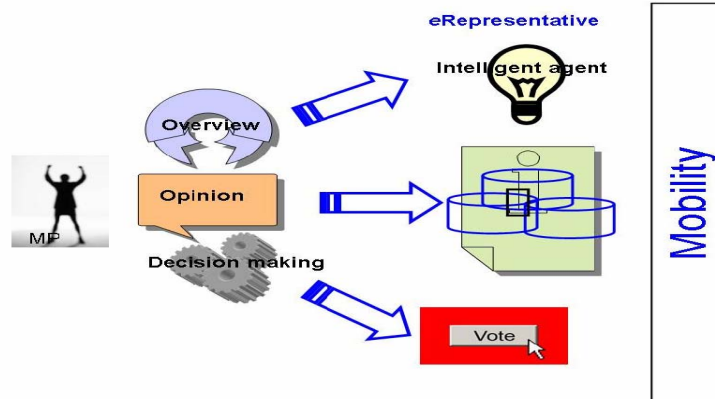 eRepresentative
Intelligent agent
Overview
Opinion
MP
Decision making
Vote
Mobility